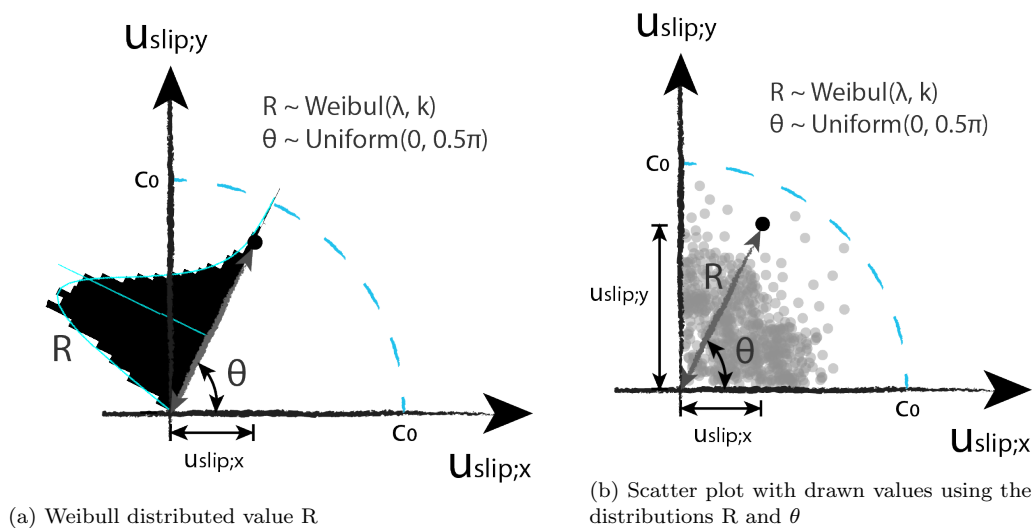 uslip;y
R ~ Weibul(λ, k)
θ ~ Uniform(0, 0.5π)
c0
R
θ
c0
uslip;x
uslip;x
(a) Weibull distributed value R
uslip;y
R ~ Weibul(λ, k)
θ ~ Uniform(0, 0.5π)
c0
R
uslip;y
θ
c0
uslip;x
uslip;x
(b) Scatter plot with drawn values using the
distributions R and θ